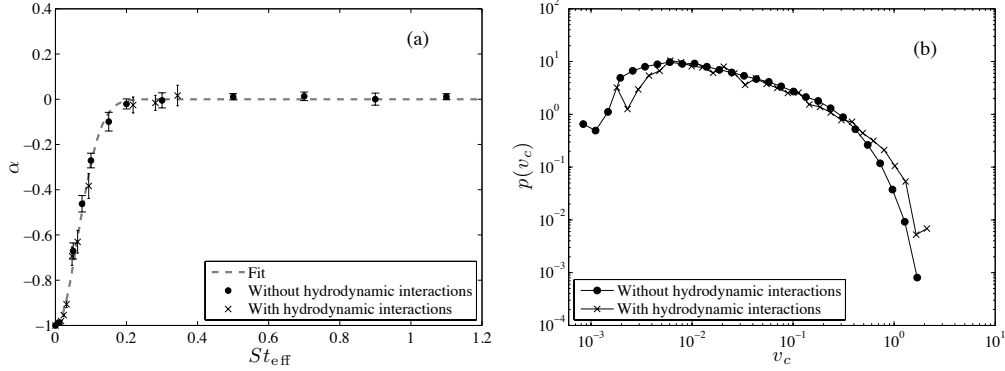 0.4
0.2
0
−0.2
−0.4
−0.6
−0.8
−1
α
(a)
Fit
Without hydrodynamic interactions
With hydrodynamic interactions
0 0.2 0.4 0.6 0.8 1 1.2
St_eff
10^2
10^1
10^0
10^−1
10^−2
10^−3
10^−4
p(v_c)
(b)
Without hydrodynamic interactions
With hydrodynamic interactions
10^−3 10^−2 10^−1 10^0 10^1
v_c